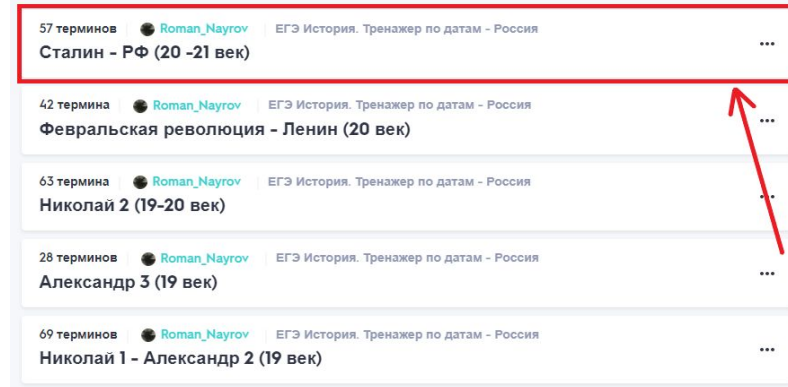 57 терминов Roman_Nayrov ЕГЭ История. Тренажер по датам - Россия
Сталин - РФ (20 -21 век)
42 термина Roman_Nayrov ЕГЭ История. Тренажер по датам - Россия
Февральская революция - Ленин (20 век)
63 термина Roman_Nayrov ЕГЭ История. Тренажер по датам - Россия
Николай 2 (19-20 век)
28 терминов Roman_Nayrov ЕГЭ История. Тренажер по датам - Россия
Александр 3 (19 век)
69 терминов Roman_Nayrov ЕГЭ История. Тренажер по датам - Россия
Николай 1 - Александр 2 (19 век)